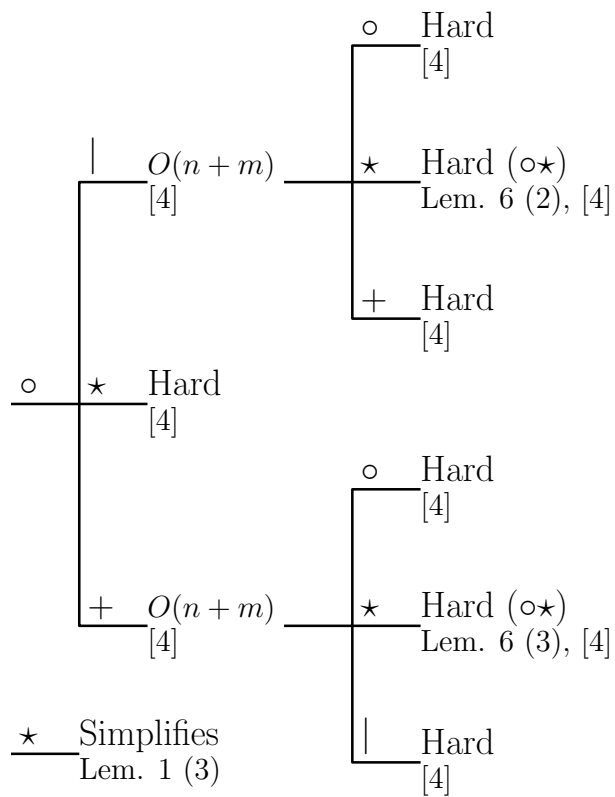 ∘
Hard
[4]
|
O(n + m)
[4]
⋆
Hard (∘⋆)
Lem. 6 (2), [4]
+
Hard
[4]
∘
⋆
Hard
[4]
∘
Hard
[4]
+
O(n + m)
[4]
⋆
Hard (∘⋆)
Lem. 6 (3), [4]
|
Hard
[4]
⋆
Simplifies
Lem. 1 (3)